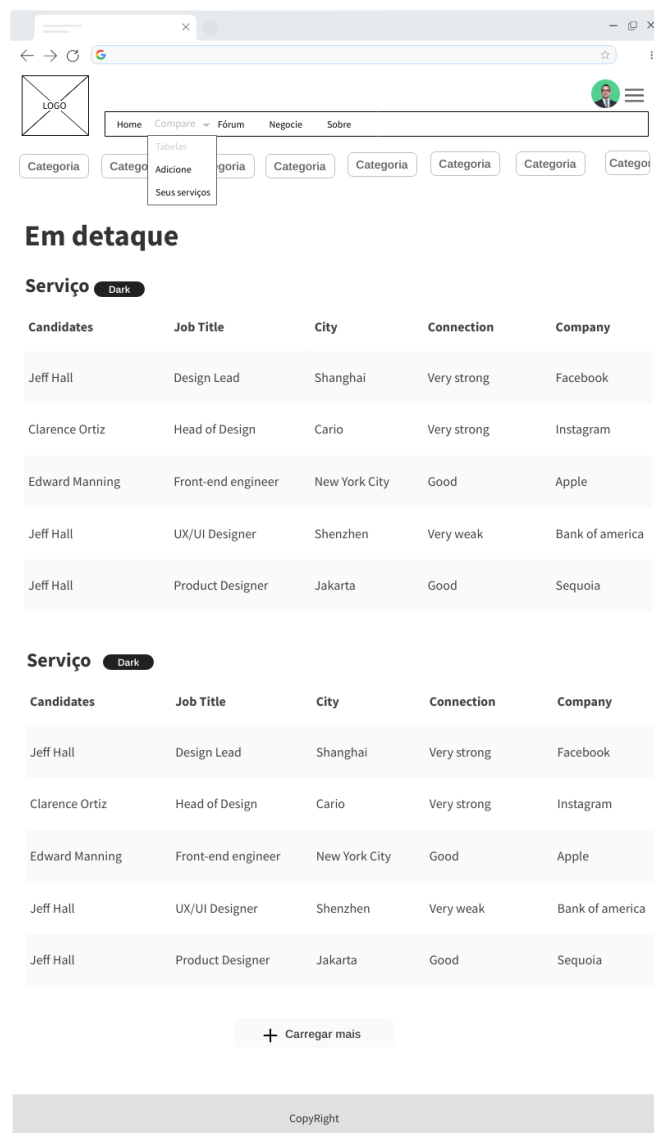 LOGO
Home Compare Fórum Negocie Sobre
Tabelas
Adicione
Seus serviços
Categoria Catego goria Categoria Categoria Categoria Categoria Categor
Em detaque
Serviço Dark
Candidates Job Title City Connection Company
Jeff Hall Design Lead Shanghai Very strong Facebook
Clarence Ortiz Head of Design Cario Very strong Instagram
Edward Manning Front-end engineer New York City Good Apple
Jeff Hall UX/UI Designer Shenzhen Very weak Bank of america
Jeff Hall Product Designer Jakarta Good Sequoia
Serviço Dark
Candidates Job Title City Connection Company
Jeff Hall Design Lead Shanghai Very strong Facebook
Clarence Ortiz Head of Design Cario Very strong Instagram
Edward Manning Front-end engineer New York City Good Apple
Jeff Hall UX/UI Designer Shenzhen Very weak Bank of america
Jeff Hall Product Designer Jakarta Good Sequoia
Carregar mais
CopyRight